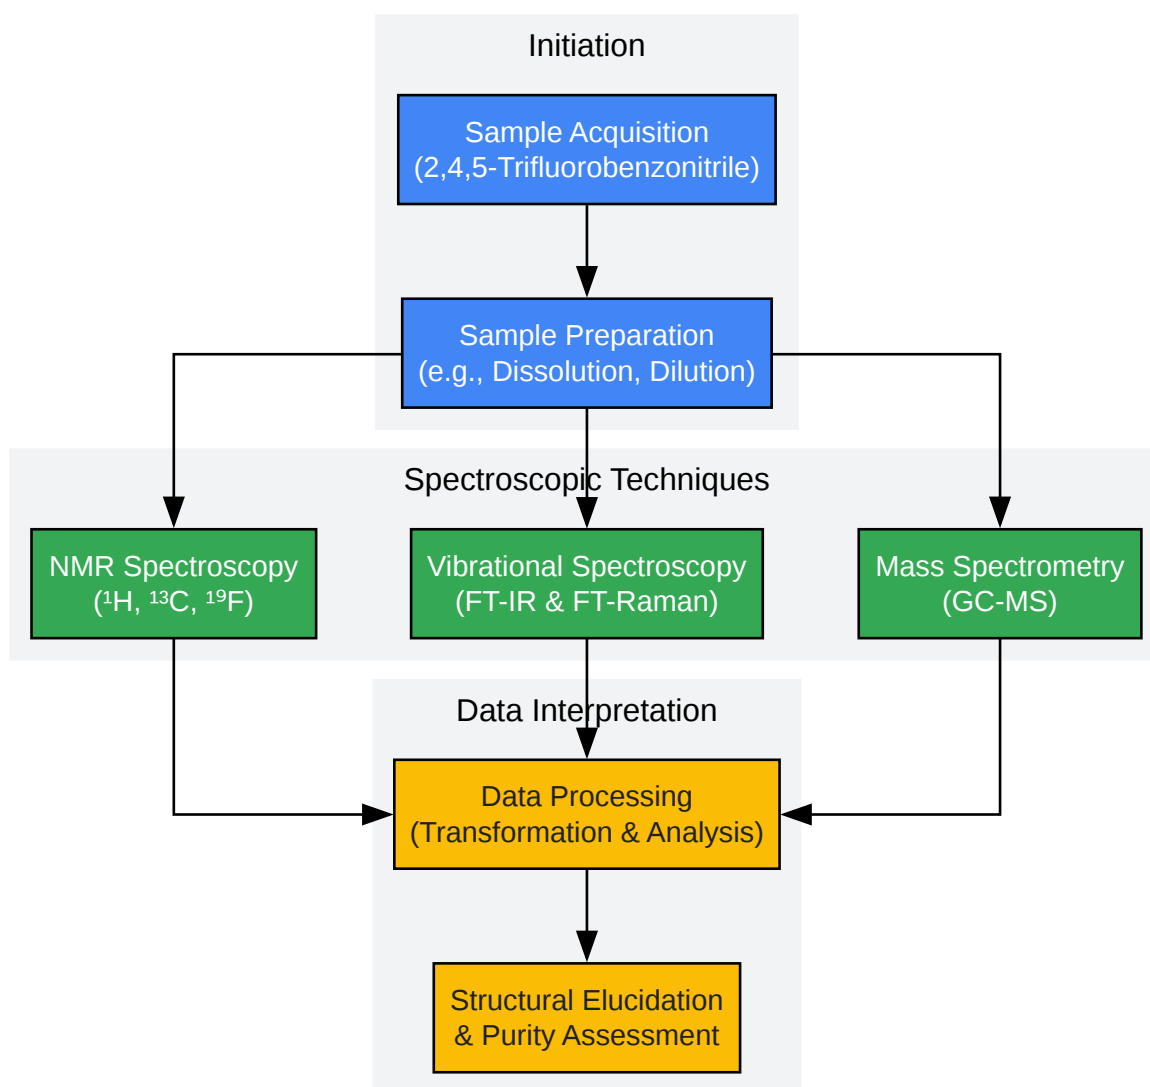 Initiation
Sample Acquisition
(2,4,5-Trifluorobenzonitrile)
Sample Preparation
(e.g., Dissolution, Dilution)
Spectroscopic Techniques
NMR Spectroscopy
(¹H, ¹³C, ¹⁹F)
Vibrational Spectroscopy
(FT-IR & FT-Raman)
Mass Spectrometry
(GC-MS)
Data Interpretation
Data Processing
(Transformation & Analysis)
Structural Elucidation
& Purity Assessment